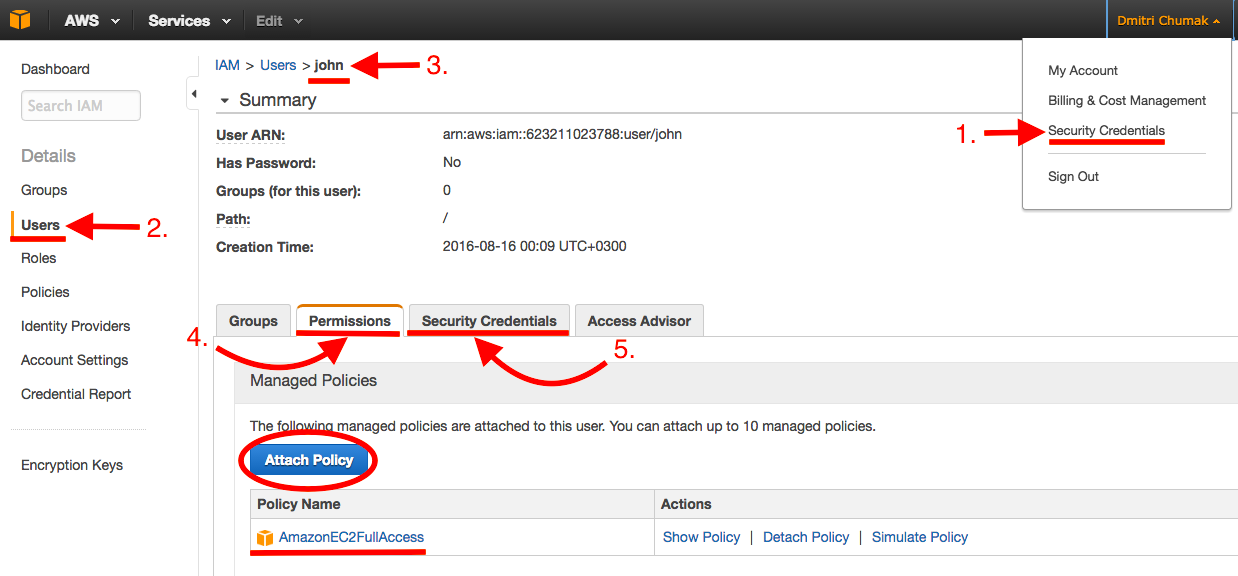 AWS Services Edit Dmitri Chumak
My Account
Billing & Cost Management
1. Security Credentials
Sign Out
Dashboard
Search IAM
Details
Groups
Users 2.
Roles
Policies
Identity Providers
Account Settings
Credential Report
Encryption Keys
IAM > Users > john 3.
Summary
User ARN: arn:aws:iam::623211023788:user/john
Has Password: No
Groups (for this user): 0
Path: /
Creation Time: 2016-08-16 00:09 UTC+0300
Groups Permissions Security Credentials Access Advisor
4. 5.
Managed Policies
The following managed policies are attached to this user. You can attach up to 10 managed policies.
Attach Policy
Policy Name Actions
AmazonEC2FullAccess Show Policy | Detach Policy | Simulate Policy